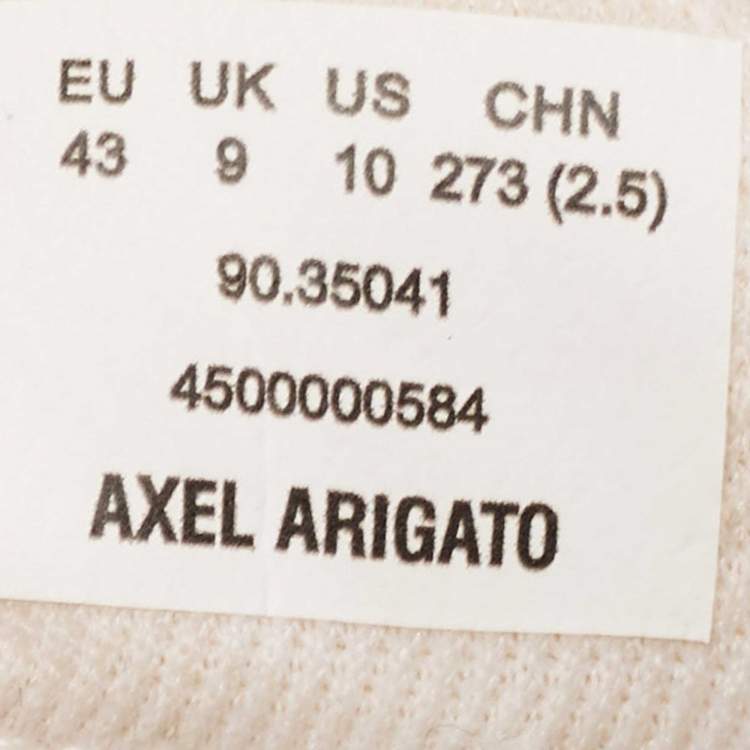 EU UK US CHN
43 9 10 273 (2.5)
90.35041
4500000584
AXEL ARIGATO